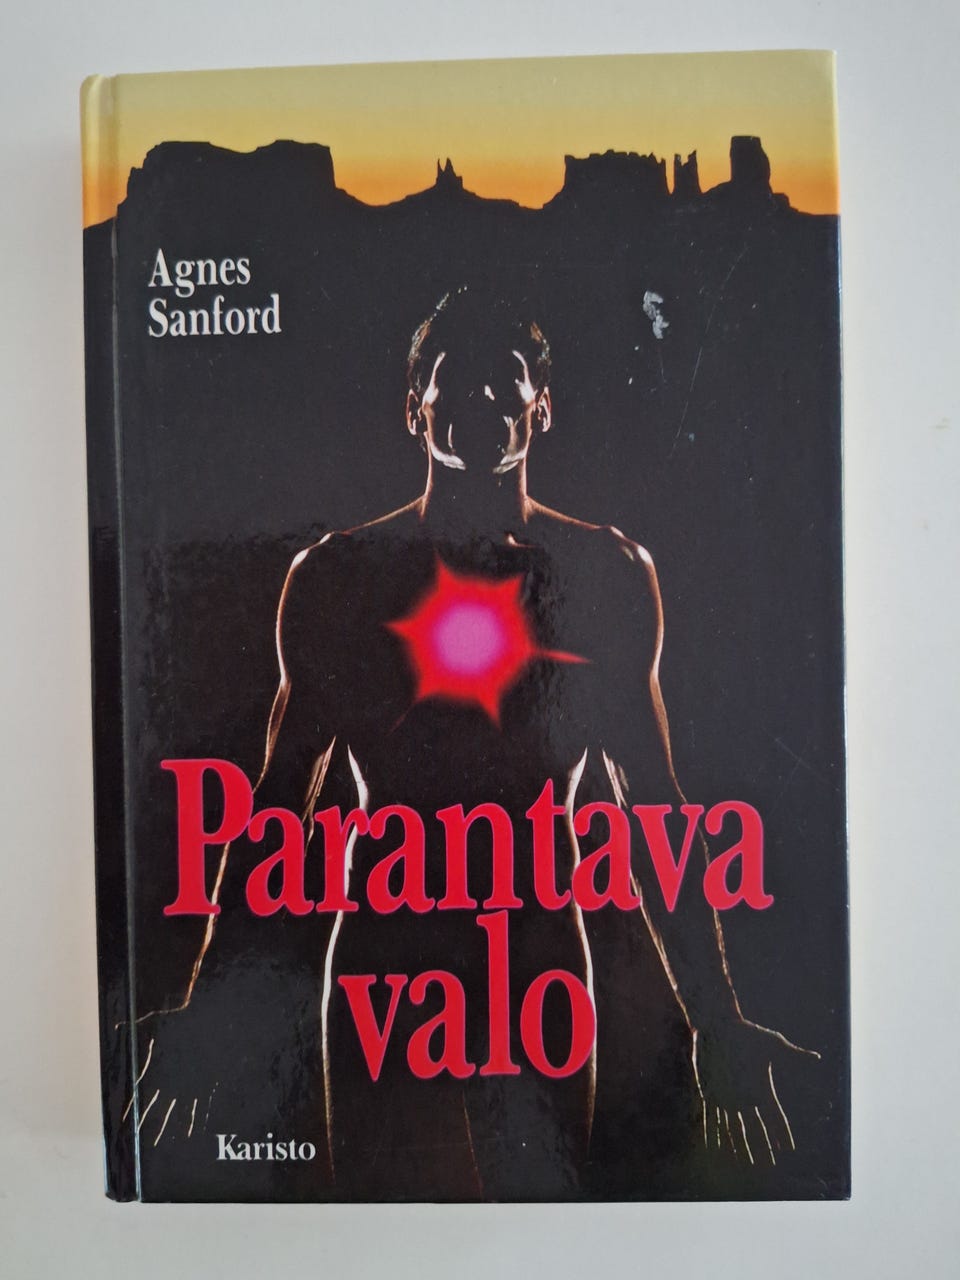 Agnes
Sanford
Parantava
valo
Karisto